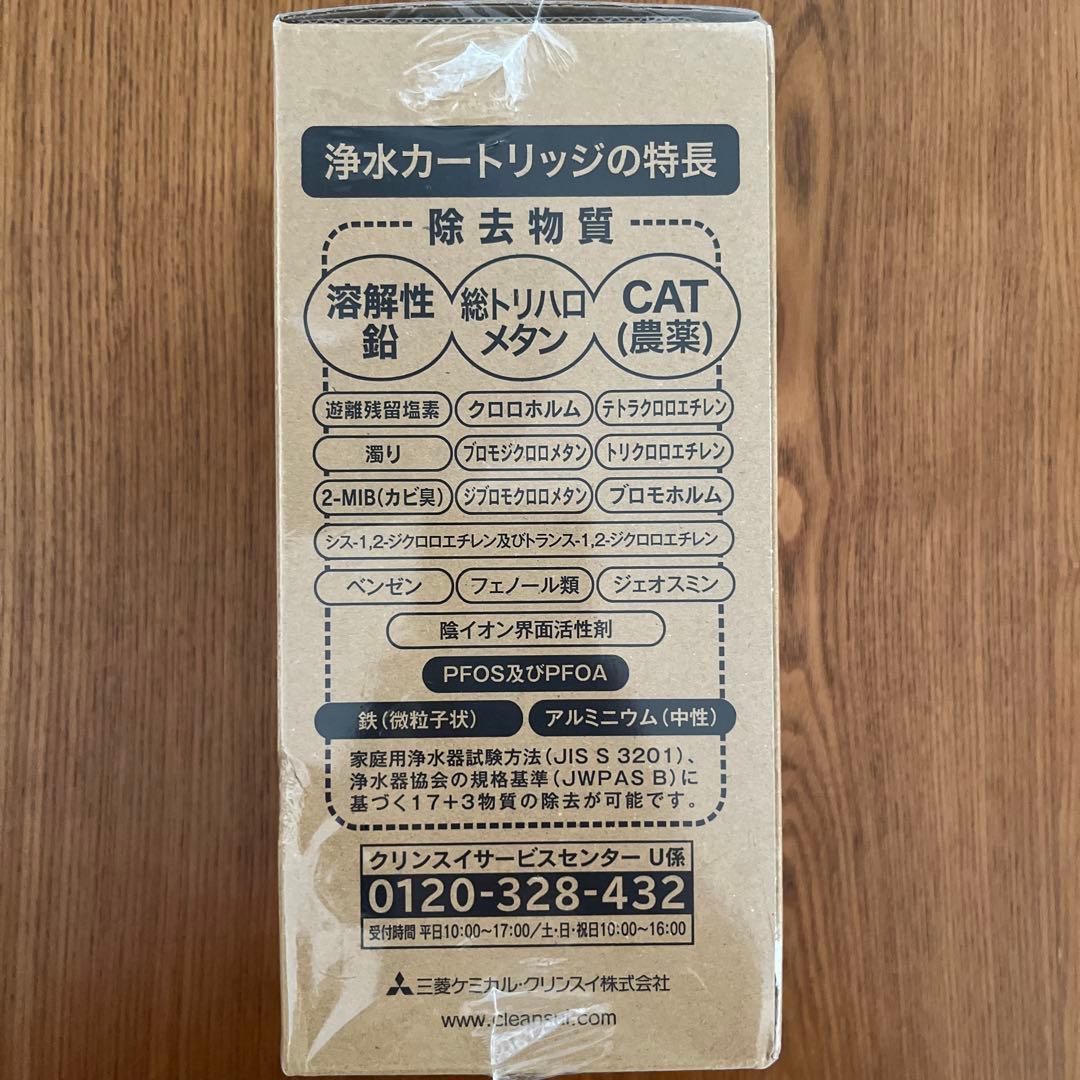 浄水カートリッジの特長
除去物質
溶解性
鉛
総トリハロ
メタン
CAT
(農薬)
遊離残留塩素 クロロホルム テトラクロロエチレン
濁り ブロモジクロロメタン トリクロロエチレン
2-MIB(カビ臭) ジブロモクロロメタン ブロモホルム
シス-1,2-ジクロロエチレン及びトランス-1,2-ジクロロエチレン
ベンゼン フェノール類 ジェオスミン
陰イオン界面活性剤
PFOS及びPFOA
鉄(微粒子状) アルミニウム(中性)
家庭用浄水器試験方法(JIS S 3201)、
浄水器協会の規格基準(JWPAS B)に
基づく17+3物質の除去が可能です。
クリンスイサービスセンター U係
0120-328-432
受付時間 平日10:00〜17:00/土・日・祝日10:00〜16:00
三菱ケミカル・クリンスイ株式会社
www.cleansui.com